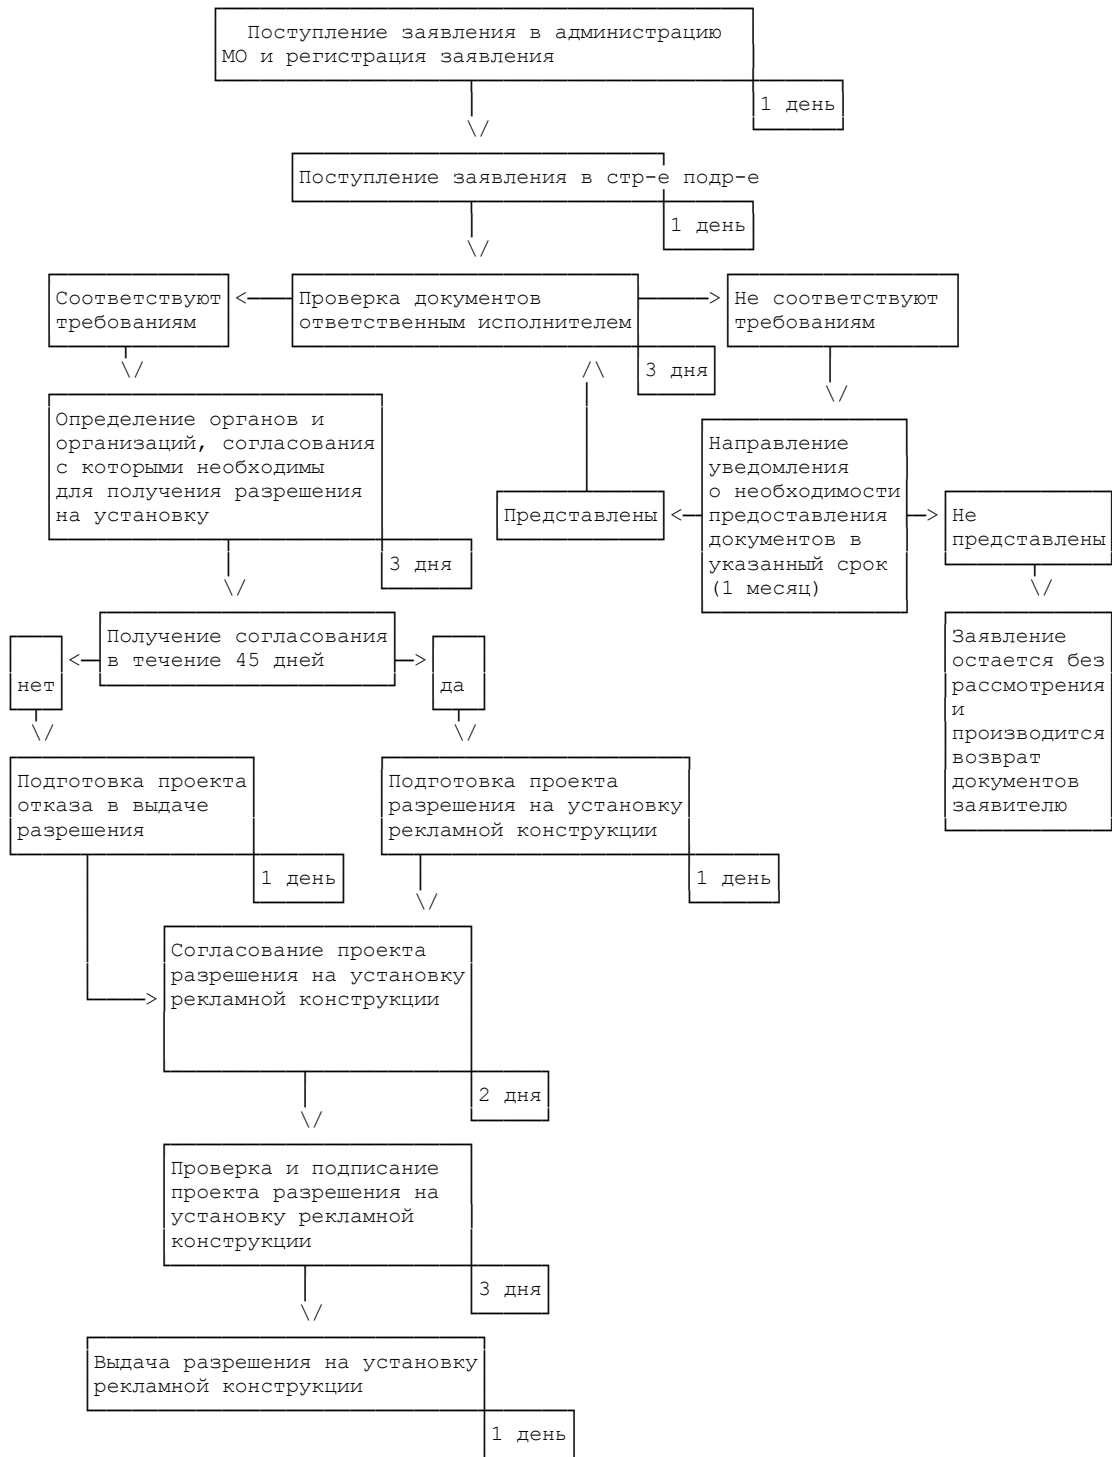 Поступление заявления в администрацию
МО и регистрация заявления
1 день
Поступление заявления в стр-е подр-е
1 день
Соответствуют
требованиям
Проверка документов
ответственным исполнителем
Не соответствуют
требованиям
3 дня
Определение органов и
организаций, согласования
с которыми необходимы
для получения разрешения
на установку
3 дня
Представлены
Направление
уведомления
о необходимости
предоставления
документов в
указанный срок
(1 месяц)
Не
представлены
нет
Получение согласования
в течение 45 дней
да
Заявление
остается без
рассмотрения
и
производится
возврат
документов
заявителю
Подготовка проекта
отказа в выдаче
разрешения
1 день
Подготовка проекта
разрешения на установку
рекламной конструкции
1 день
Согласование проекта
разрешения на установку
рекламной конструкции
2 дня
Проверка и подписание
проекта разрешения на
установку рекламной
конструкции
3 дня
Выдача разрешения на установку
рекламной конструкции
1 день